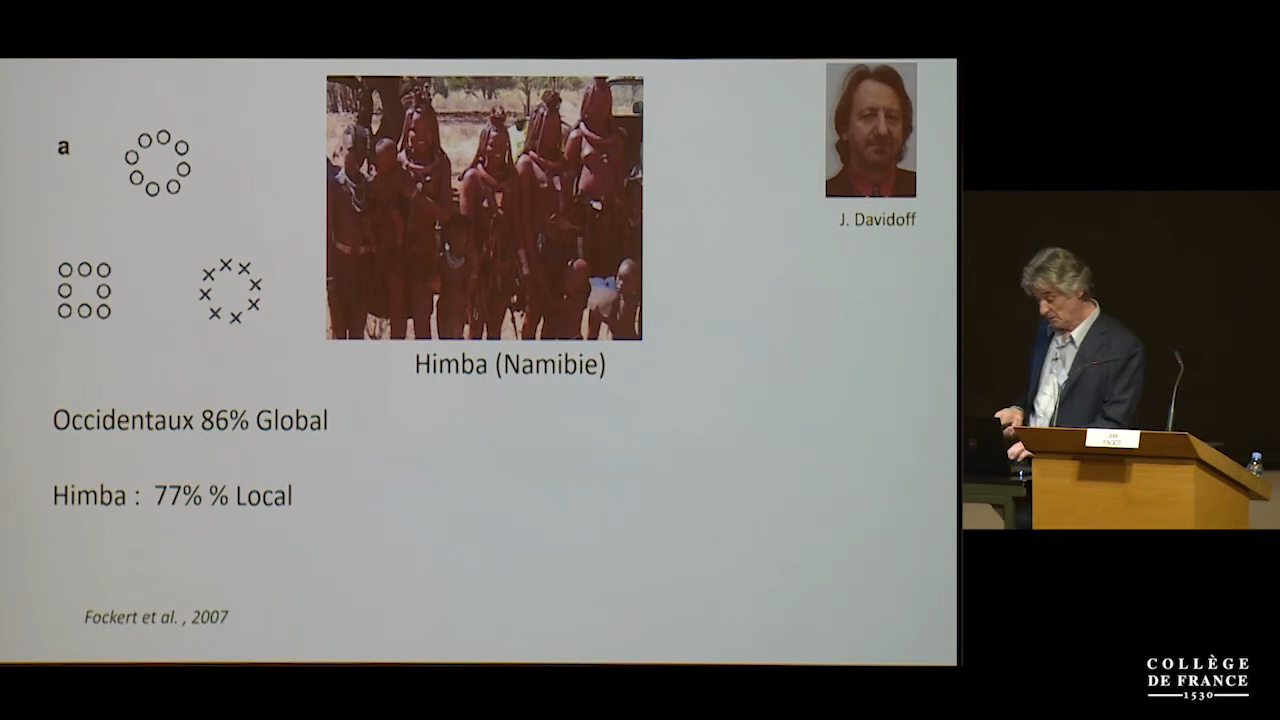 a
J. Davidoff
Himba (Namibie)
Occidentaux 86% Global
Himba : 77% % Local
Fockert et al. , 2007
COLLÈGE
DE FRANCE
1530